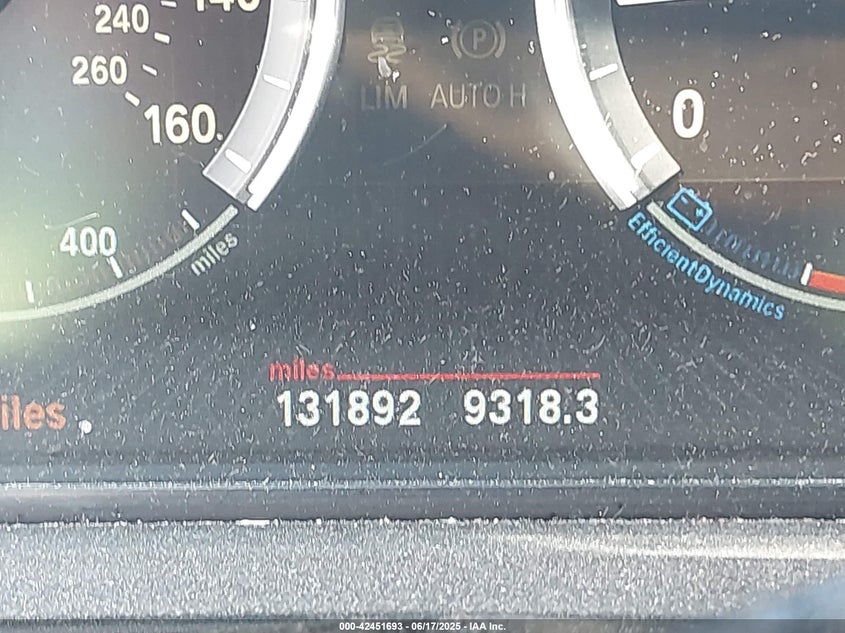 140
240
260
160
LIM
AUTO H
P
0
400
miles
EfficientDynamics
miles
iles
131892 9318.3
000-42451693 - 06/17/2025 - IAA Inc.